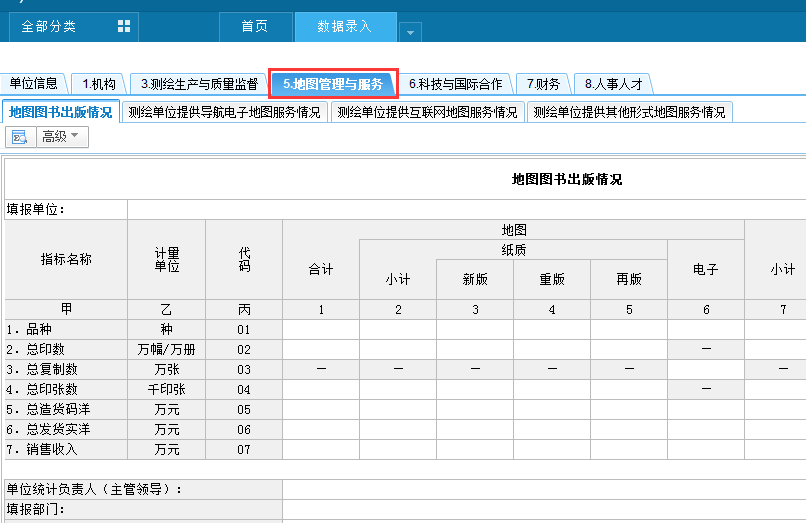 全部分类 首页 数据录入
单位信息 1.机构 3.测绘生产与质量监督 5.地图管理与服务 6.科技与国际合作 7.财务 8.人事人才
地图图书出版情况 测绘单位提供导航电子地图服务情况 测绘单位提供互联网地图服务情况 测绘单位提供其他形式地图服务情况
高级
地图图书出版情况
填报单位：
指标名称 计量单位 代码 合计 地图
纸质 电子 小计
小计 新版 重版 再版
甲 乙 丙 1 2 3 4 5 6 7
1. 品种 种 01
2. 总印数 万幅/万册 02 —
3. 总复制数 万张 03 — — — — — —
4. 总印张数 千印张 04 —
5. 总造货码洋 万元 05
6. 总发货实洋 万元 06
7. 销售收入 万元 07
单位统计负责人（主管领导）：
填报部门：